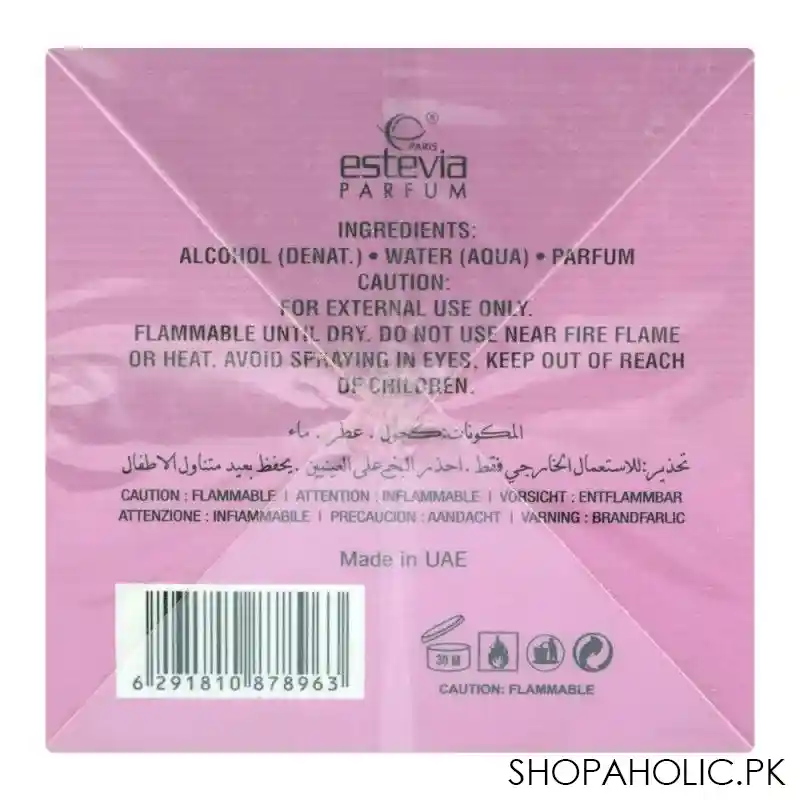 ®
PARIS
estevia
PARFUM
INGREDIENTS:
ALCOHOL (DENAT.) • WATER (AQUA) • PARFUM
CAUTION:
FOR EXTERNAL USE ONLY.
FLAMMABLE UNTIL DRY. DO NOT USE NEAR FIRE FLAME
OR HEAT. AVOID SPRAYING IN EYES. KEEP OUT OF REACH
OF CHILDREN.
المكونات: كحول . عطر . ماء
تحذير: للاستعمال الخارجي فقط . احذر البخ على العينين . يحفظ بعيد متناول الاطفال
CAUTION : FLAMMABLE I ATTENTION : INFLAMMABLE I VORSICHT : ENTFLAMMBAR
ATTENZIONE : INFIAMMABILE I PRECAUCION : AANDACHT I VARNING : BRANDFARLIC
Made in UAE
6 291810 878963
30 M
CAUTION: FLAMMABLE
SHOPAHOLIC.PK